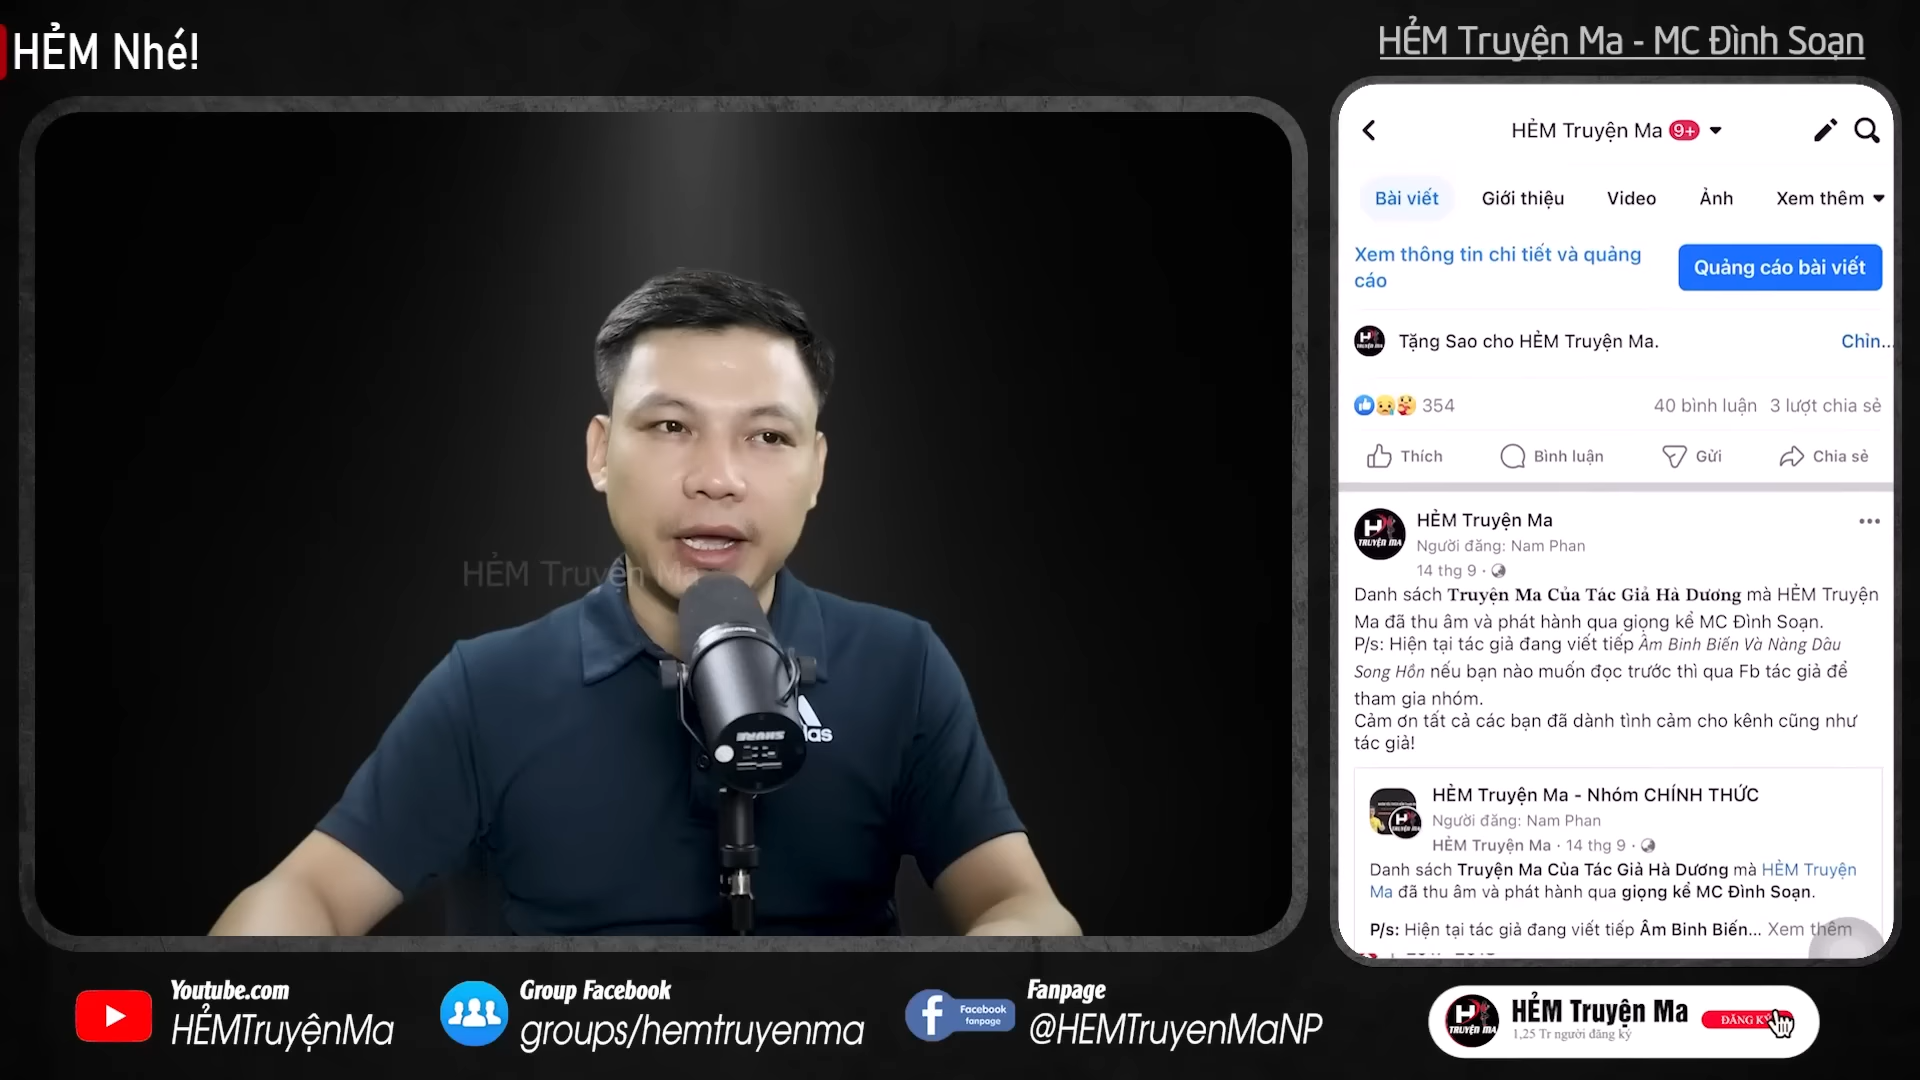 HẺM Nhé!
HẺM Truyện Ma - MC Đình Soạn
HẺM Truyện Ma 9+
Bài viết Giới thiệu Video Ảnh Xem thêm
Xem thông tin chi tiết và quảng
cáo
Quảng cáo bài viết
Tặng Sao cho HẺM Truyện Ma. Chỉn...
354 40 bình luận 3 lượt chia sẻ
Thích Bình luận Gửi Chia sẻ
HẺM Truyện Ma
Người đăng: Nam Phan
14 thg 9 ·
Danh sách Truyện Ma Của Tác Giả Hà Dương mà HẺM Truyện
Ma đã thu âm và phát hành qua giọng kể MC Đình Soạn.
P/s: Hiện tại tác giả đang viết tiếp Âm Binh Biến Và Nàng Dâu
Song Hồn nếu bạn nào muốn đọc trước thì qua Fb tác giả để
tham gia nhóm.
Cảm ơn tất cả các bạn đã dành tình cảm cho kênh cũng như
tác giả!
HẺM Truyện Ma - Nhóm CHÍNH THỨC
Người đăng: Nam Phan
HẺM Truyện Ma · 14 thg 9 ·
Danh sách Truyện Ma Của Tác Giả Hà Dương mà HẺM Truyện
Ma đã thu âm và phát hành qua giọng kể MC Đình Soạn.
P/s: Hiện tại tác giả đang viết tiếp Âm Binh Biến... Xem thêm
HẺM Truyện Ma
SHURE
Youtube.com
HẺMTruyệnMa
Group Facebook
groups/hemtruyenma
Facebook
fanpage
Fanpage
@HEMTruyenMaNP
H
TRUYỆN MA
HẺM Truyện Ma
1,25 Tr người đăng ký
ĐĂNG KÝ